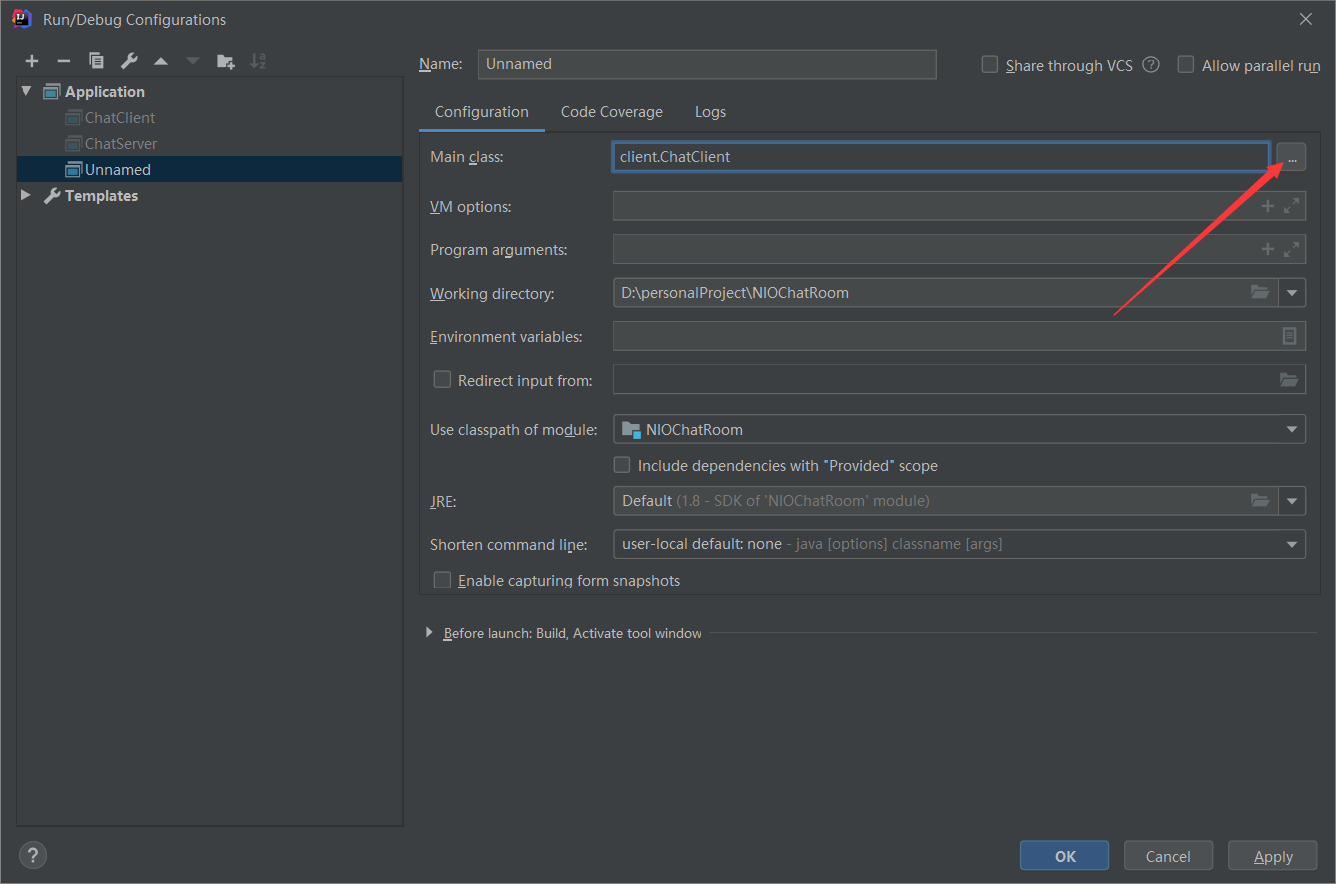 Run/Debug Configurations
Name: Unnamed Share through VCS ? Allow parallel run
Application
ChatClient
ChatServer
Unnamed
Templates
Configuration Code Coverage Logs
Main class: client.ChatClient ...
VM options:
Program arguments:
Working directory: D:\personalProject\NIOChatRoom
Environment variables:
Redirect input from:
Use classpath of module: NIOChatRoom
Include dependencies with "Provided" scope
JRE: Default (1.8 - SDK of 'NIOChatRoom' module)
Shorten command line: user-local default: none - java [options] classname [args]
Enable capturing form snapshots
Before launch: Build, Activate tool window
? OK Cancel Apply